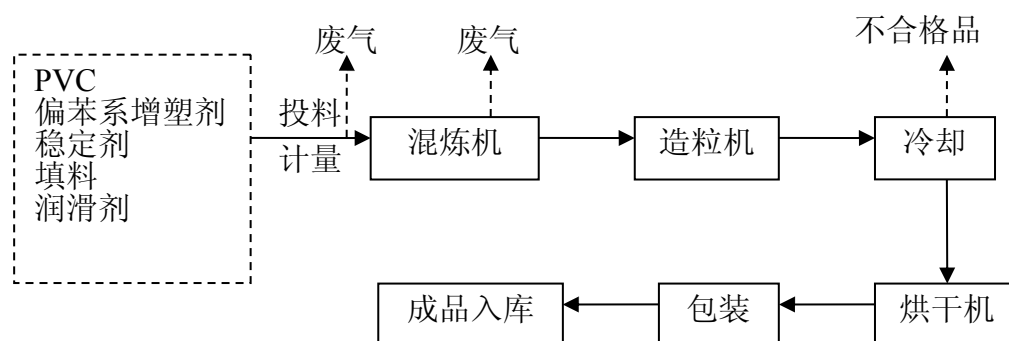 废气
废气
不合格品
PVC
偏苯系增塑剂
稳定剂
填料
润滑剂
投料
计量
混炼机
造粒机
冷却
成品入库
包装
烘干机